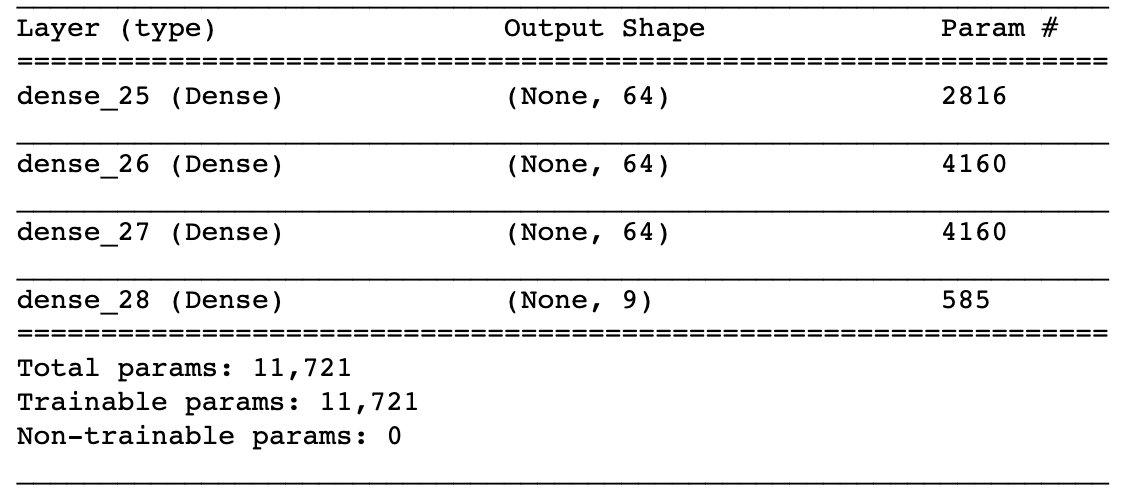 Layer (type) Output Shape Param #
=================================================================
dense_25 (Dense) (None, 64) 2816
dense_26 (Dense) (None, 64) 4160
dense_27 (Dense) (None, 64) 4160
dense_28 (Dense) (None, 9) 585
=================================================================
Total params: 11,721
Trainable params: 11,721
Non-trainable params: 0